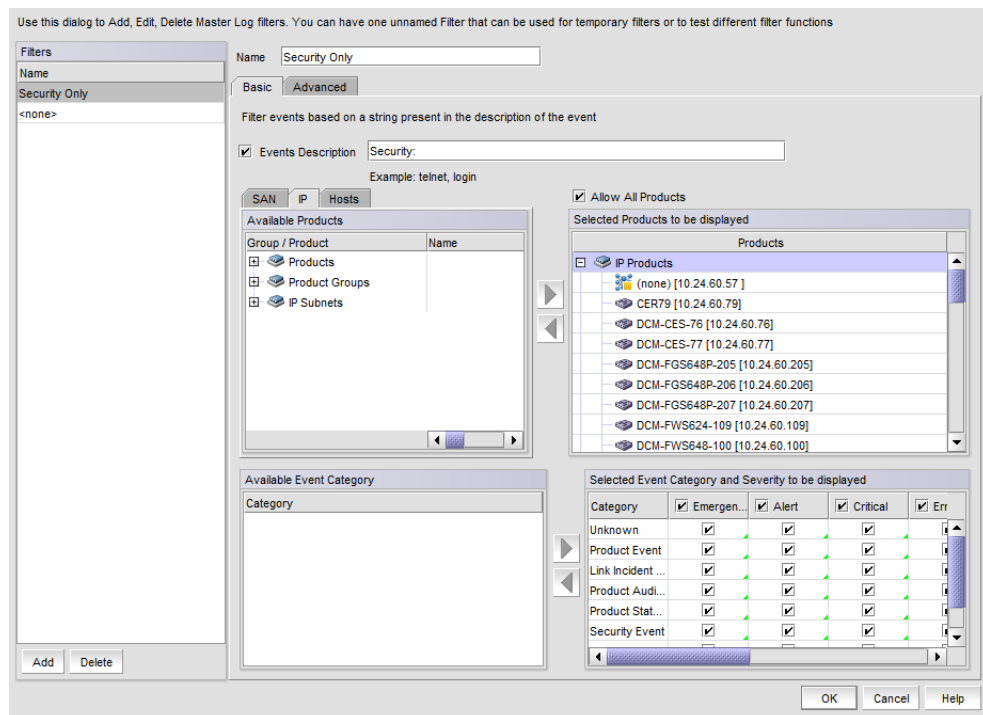 Use this dialog to Add, Edit, Delete Master Log filters. You can have one unnamed Filter that can be used for temporary filters or to test different filter functions
Filters
Name
Security Only
<none>
Add
Delete
Name
Security Only
Basic
Advanced
Filter events based on a string present in the description of the event
Events Description
Security:
Example: telnet, login
SAN
IP
Hosts
Available Products
Group / Product
Name
Products
Product Groups
IP Subnets
Allow All Products
Selected Products to be displayed
Products
IP Products
(none) [10.24.60.57 ]
CER79 [10.24.60.79]
DCM-CES-76 [10.24.60.76]
DCM-CES-77 [10.24.60.77]
DCM-FGS648P-205 [10.24.60.205]
DCM-FGS648P-206 [10.24.60.206]
DCM-FGS648P-207 [10.24.60.207]
DCM-FWS624-109 [10.24.60.109]
DCM-FWS648-100 [10.24.60.100]
Available Event Category
Category
Selected Event Category and Severity to be displayed
Category
Emergen...
Alert
Critical
Err
Unknown
Product Event
Link Incident ...
Product Audi...
Product Stat...
Security Event
OK
Cancel
Help